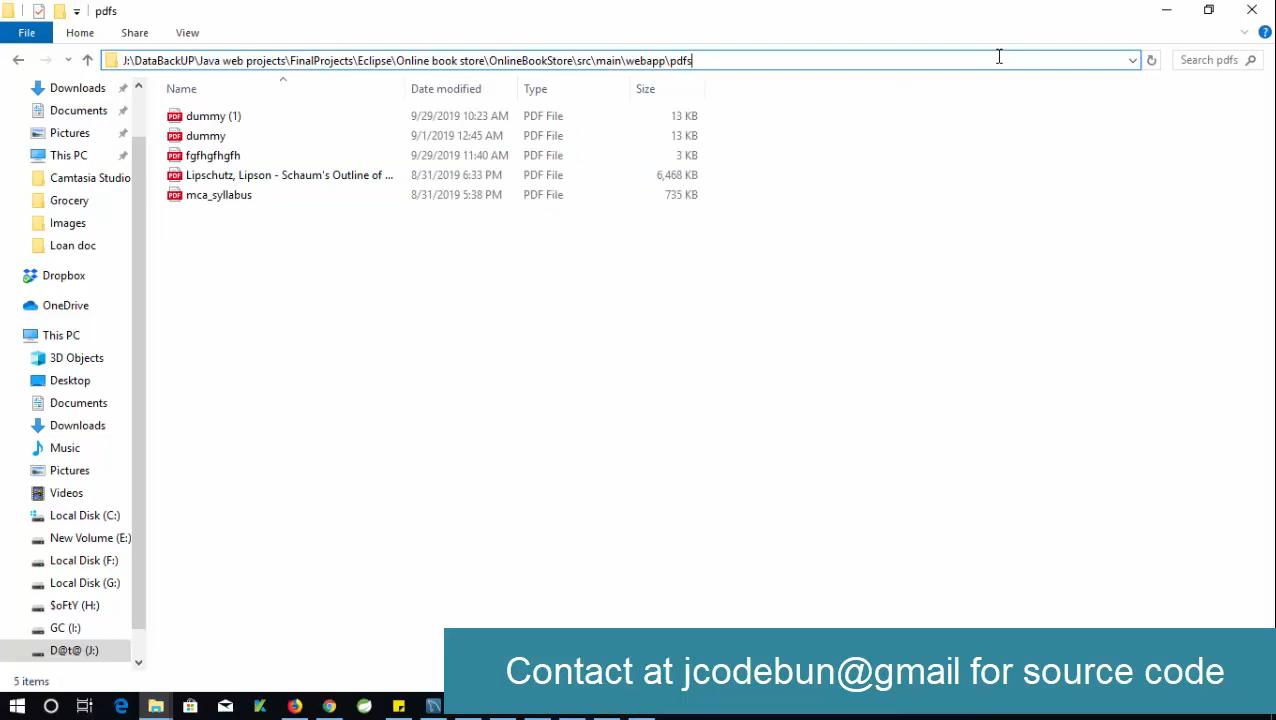 pdfs
File Home Share View
J:\DataBackUP\Java web projects\FinalProjects\Eclipse\Online book store\OnlineBookStore\src\main\webapp\pdfs
Search pdfs
Name Date modified Type Size
dummy (1) 9/29/2019 10:23 AM PDF File 13 KB
dummy 9/1/2019 12:45 AM PDF File 13 KB
fgfhgfhgfh 9/29/2019 11:40 AM PDF File 3 KB
Lipschutz, Lipson - Schaum's Outline of ... 8/31/2019 6:33 PM PDF File 6,468 KB
mca_syllabus 8/31/2019 5:38 PM PDF File 735 KB
Downloads
Documents
Pictures
This PC
Camtasia Studio
Grocery
Images
Loan doc
Dropbox
OneDrive
This PC
3D Objects
Desktop
Documents
Downloads
Music
Pictures
Videos
Local Disk (C:)
New Volume (E:)
Local Disk (F:)
Local Disk (G:)
$oFtY (H:)
GC (I:)
D@t@ (J:)
5 items
Contact at jcodebun@gmail for source code